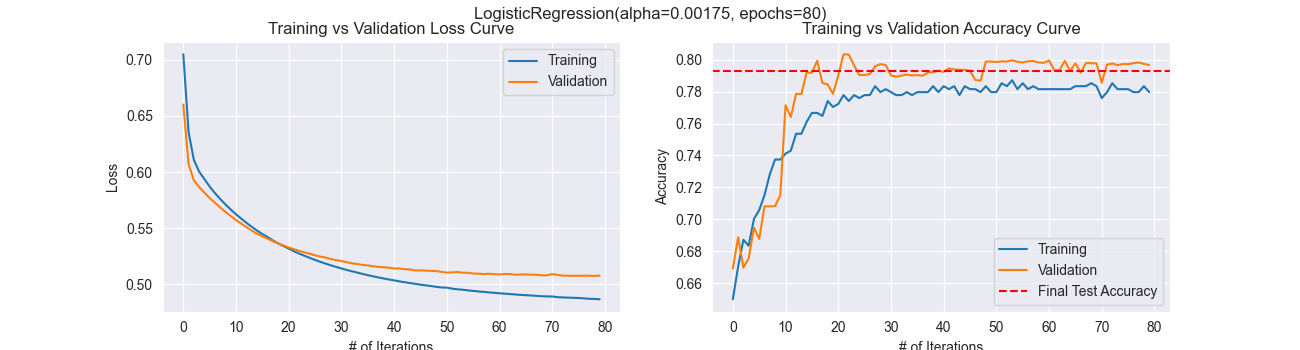 LogisticRegression(alpha=0.00175, epochs=80)
Training vs Validation Loss Curve
Loss
0.70
0.65
0.60
0.55
0.50
0
10
20
30
40
50
60
70
80
# of Iterations
Training
Validation
Training vs Validation Accuracy Curve
Accuracy
0.80
0.78
0.76
0.74
0.72
0.70
0.68
0.66
0
10
20
30
40
50
60
70
80
# of Iterations
Training
Validation
Final Test Accuracy